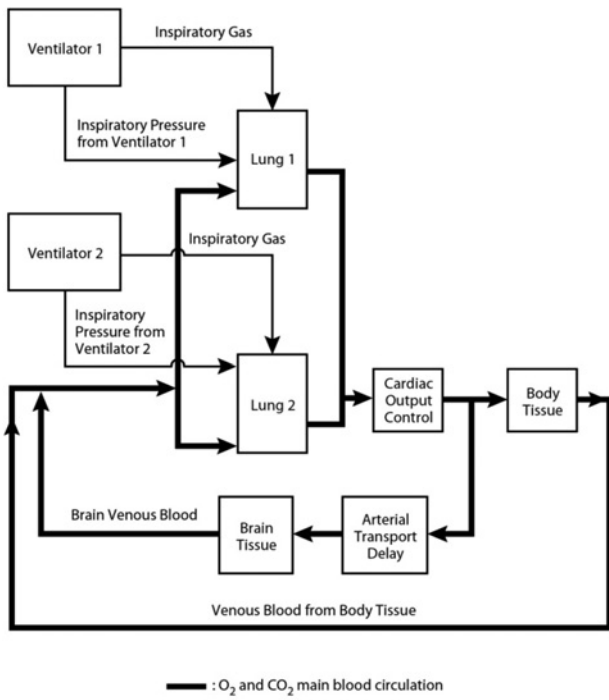 Ventilator 1
Inspiratory Gas
Inspiratory Pressure
from Ventilator 1
Lung 1
Ventilator 2
Inspiratory Gas
Inspiratory
Pressure from
Ventilator 2
Lung 2
Cardiac
Output
Control
Body
Tissue
Brain Venous Blood
Brain
Tissue
Arterial
Transport
Delay
Venous Blood from Body Tissue
: O₂ and CO₂ main blood circulation